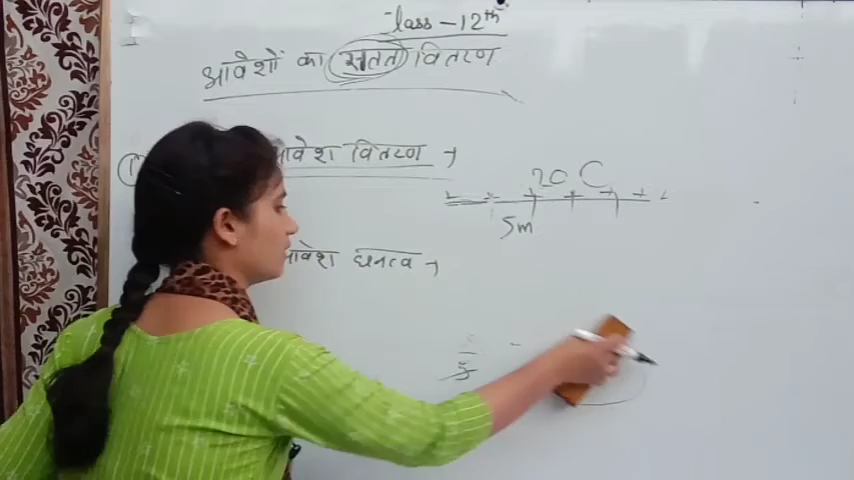 Class - 12th
आवेशों का सतत वितरण
आवेश वितरण →
20 C
5m
आवेश घनत्व →